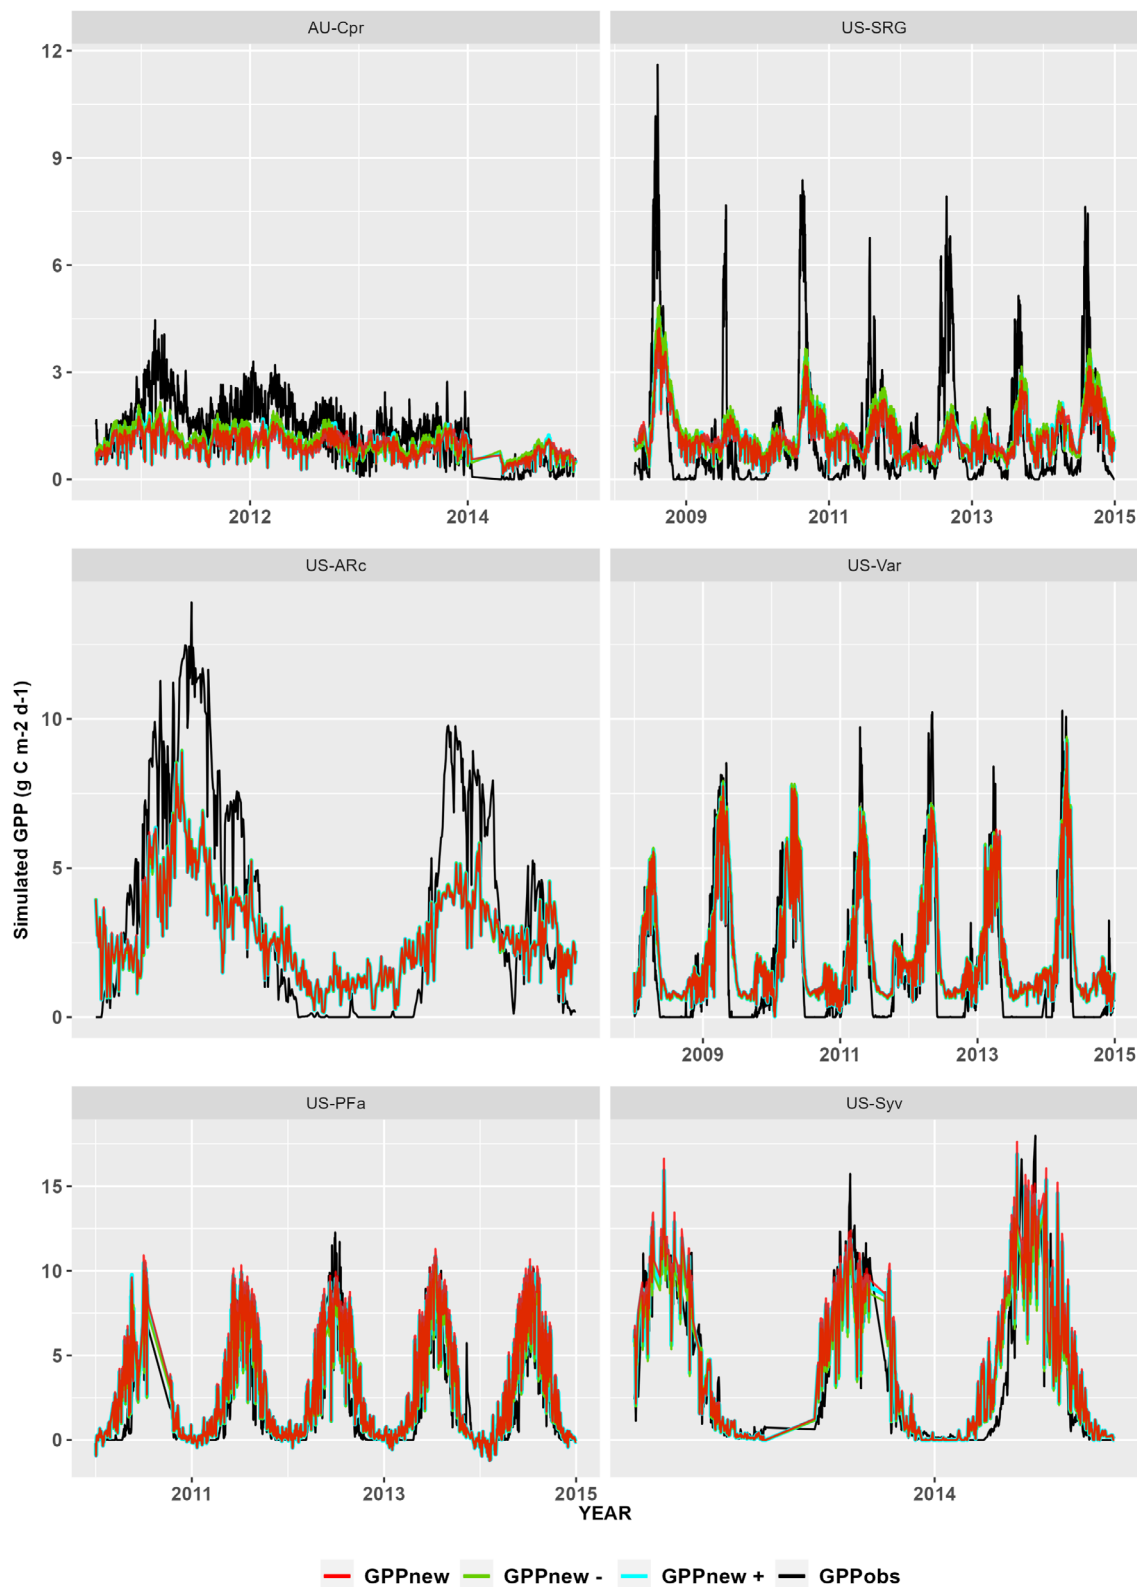 AU-Cpr
US-SRG
12
9
6
3
0
2012
2014
2009
2011
2013
2015
US-ARc
US-Var
10
5
0
2009
2011
2013
2015
US-PFa
US-Syv
15
10
5
0
2011
2013
2015
2014
Simulated GPP (g C m-2 d-1)
YEAR
GPPnew
GPPnew -
GPPnew +
GPPobs